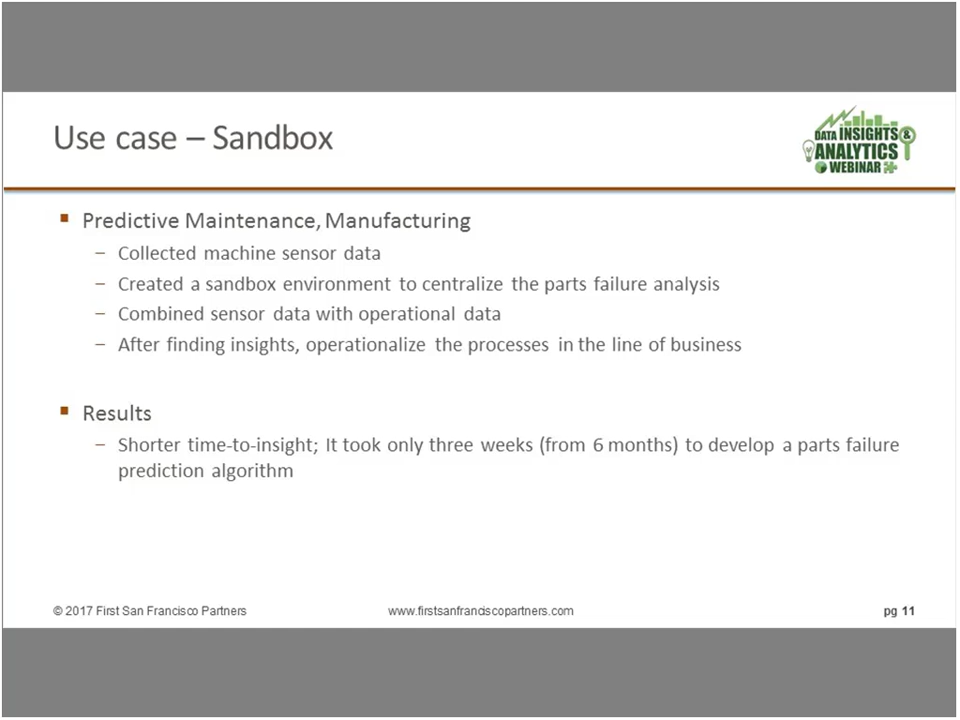 Use case – Sandbox
DATA INSIGHTS &
ANALYTICS
WEBINAR
▪ Predictive Maintenance, Manufacturing
− Collected machine sensor data
− Created a sandbox environment to centralize the parts failure analysis
− Combined sensor data with operational data
− After finding insights, operationalize the processes in the line of business
▪ Results
− Shorter time-to-insight; It took only three weeks (from 6 months) to develop a parts failure
prediction algorithm
© 2017 First San Francisco Partners www.firstsanfranciscopartners.com pg 11